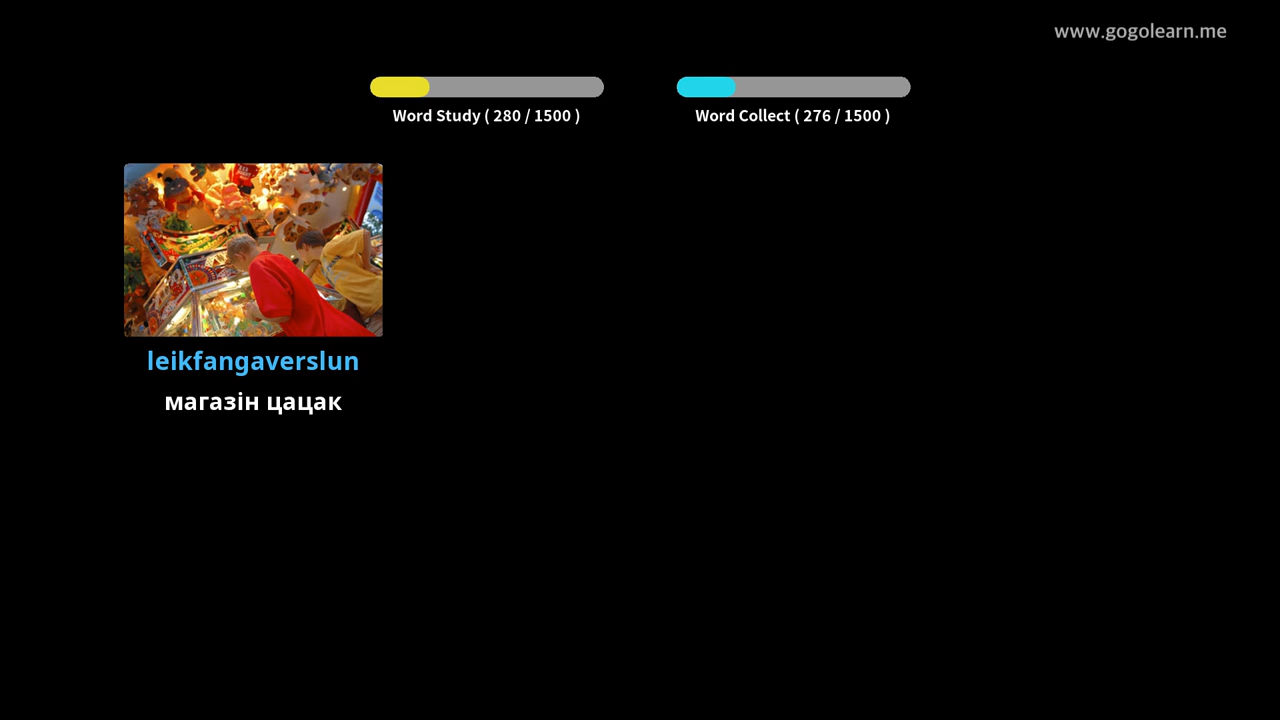 www.gogolearn.me
Word Study ( 280 / 1500 )
Word Collect ( 276 / 1500 )
leikfangaverslun
магазін цацак